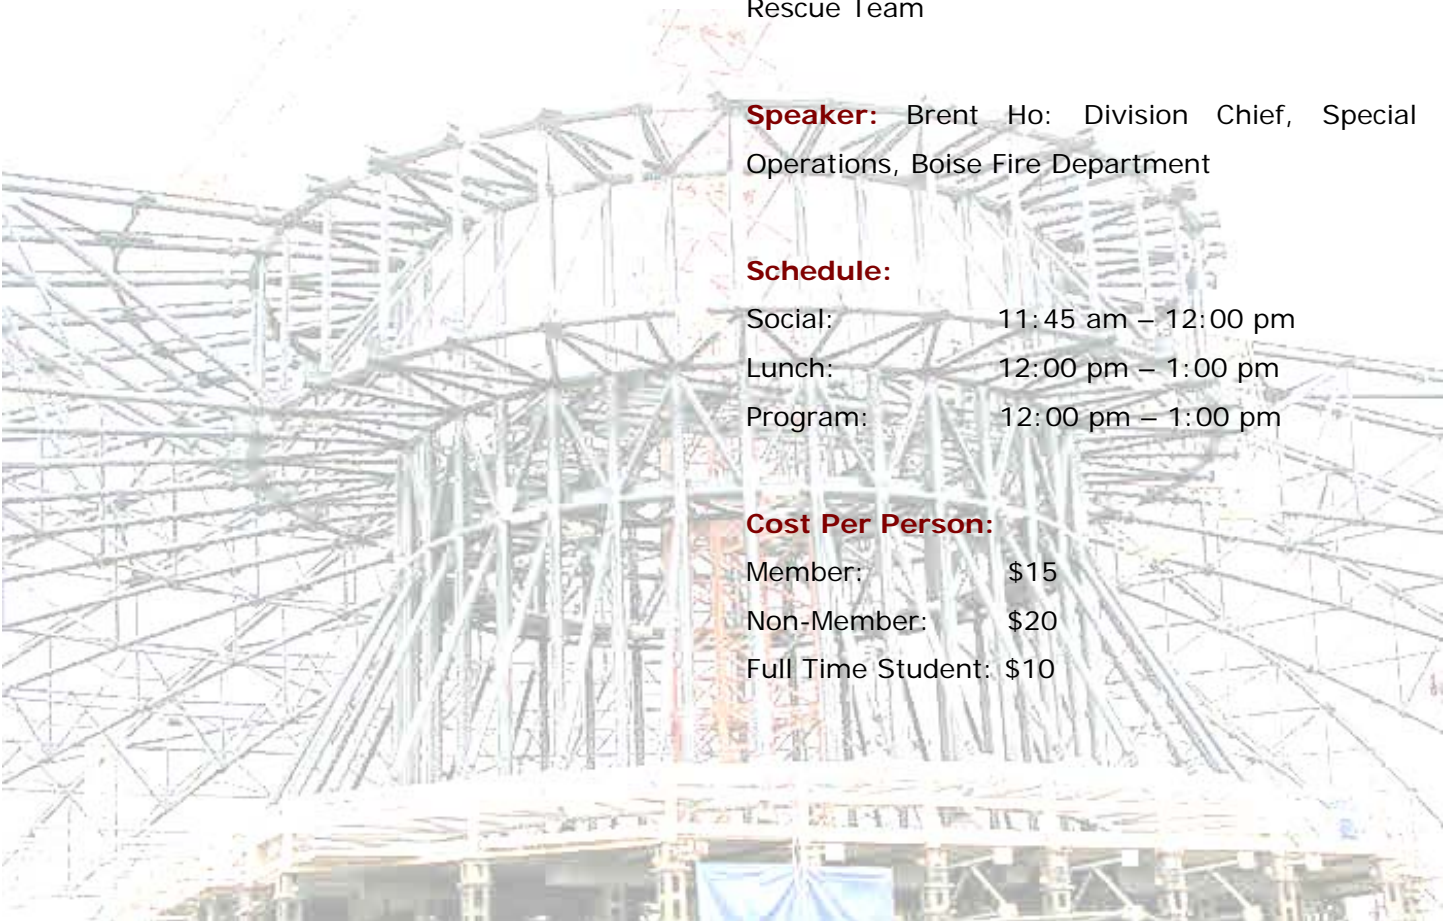 Rescue Team
Speaker: Brent Ho: Division Chief, Special
Operations, Boise Fire Department
Schedule:
Social: 11:45 am – 12:00 pm
Lunch: 12:00 pm – 1:00 pm
Program: 12:00 pm – 1:00 pm
Cost Per Person:
Member: $15
Non-Member: $20
Full Time Student: $10